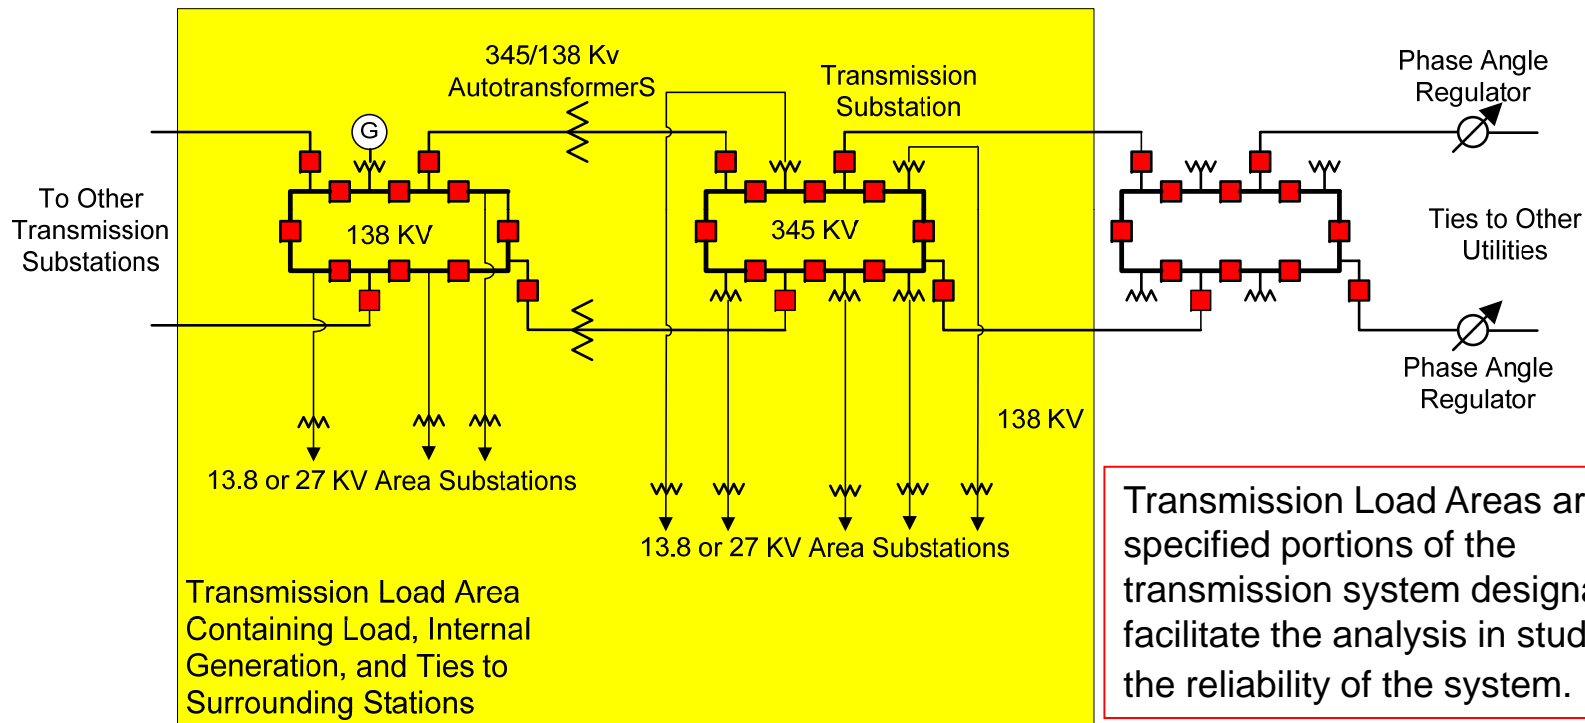 345/138 Kv
AutotransformerS
Transmission
Substation
Phase Angle
Regulator
G
To Other
Transmission
Substations
138 KV
345 KV
Ties to Other
Utilities
Phase Angle
Regulator
138 KV
13.8 or 27 KV Area Substations
13.8 or 27 KV Area Substations
Transmission Load Area
Containing Load, Internal
Generation, and Ties to
Surrounding Stations
Transmission Load Areas
specified portions of the
transmission system
facilitate the analysis in
the reliability of the system.